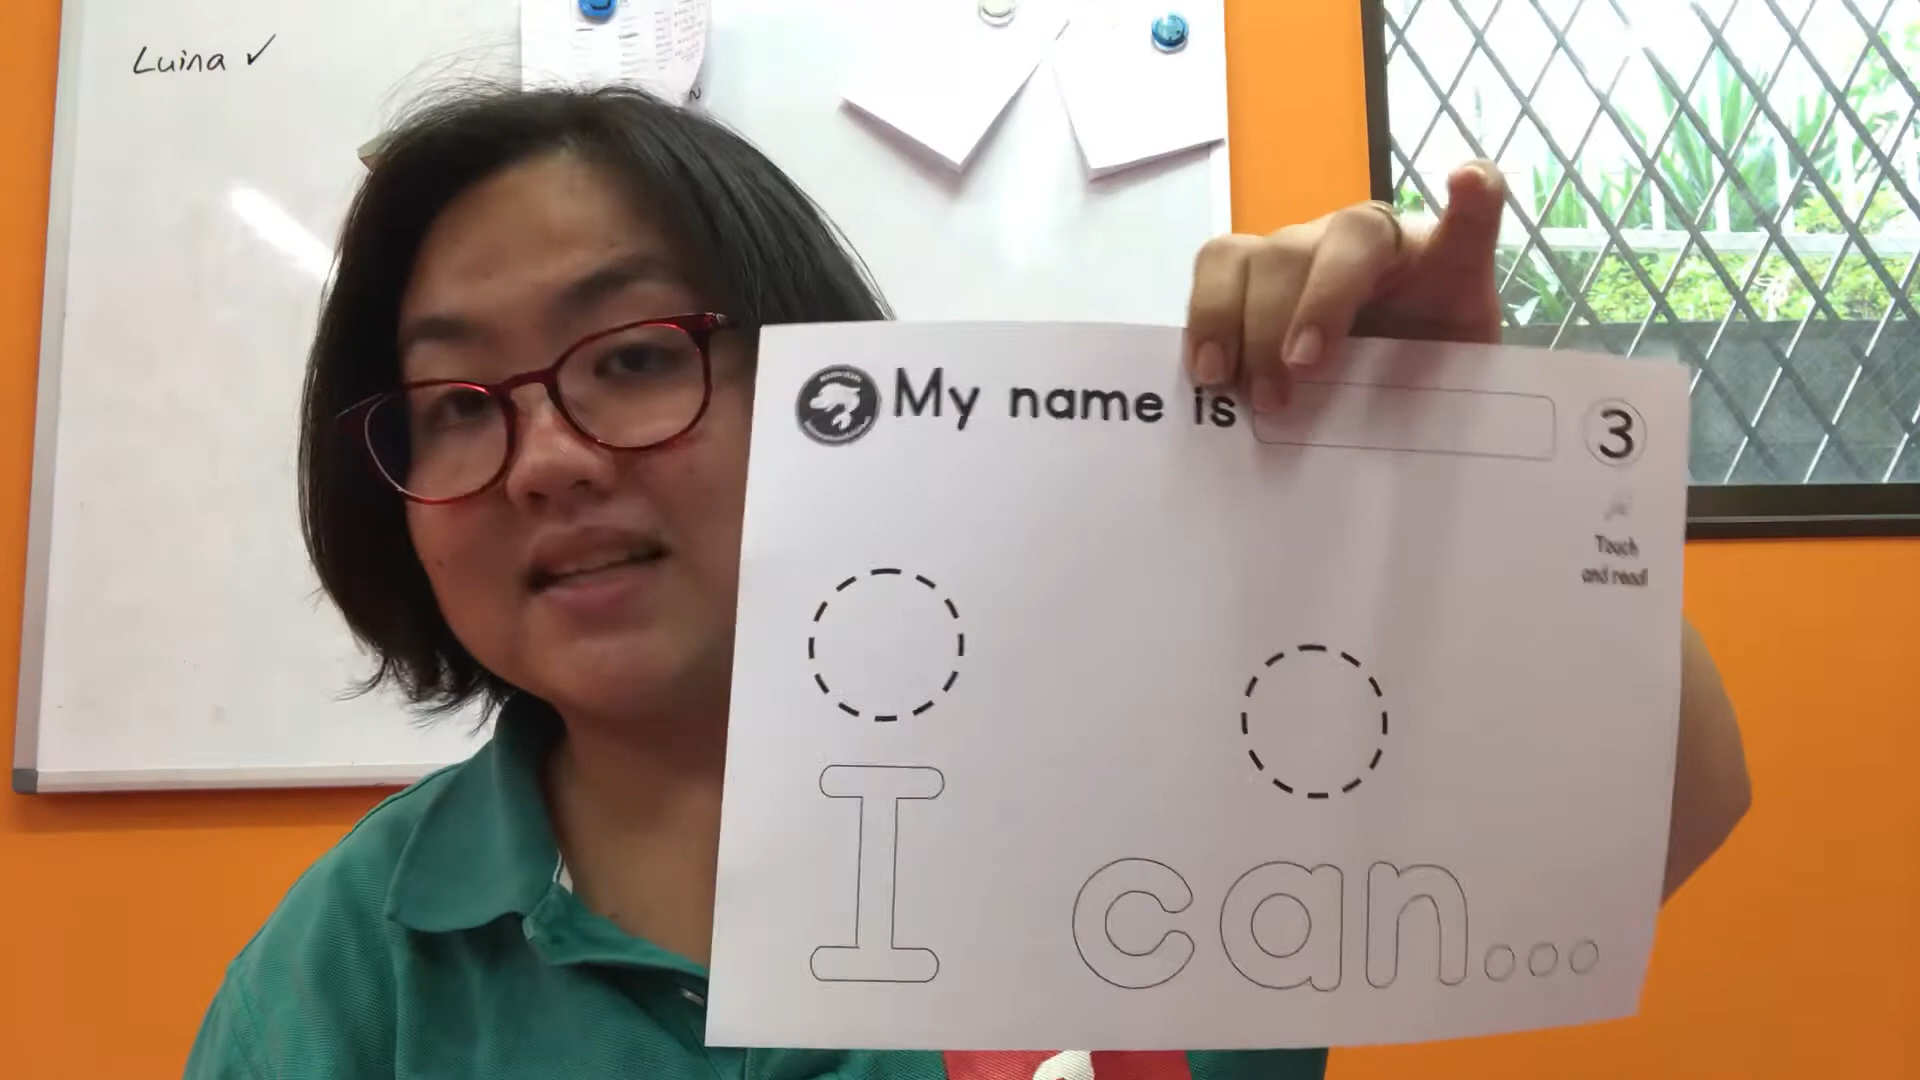 Luina ✓
My name is
3
Touch
and read!
I can...